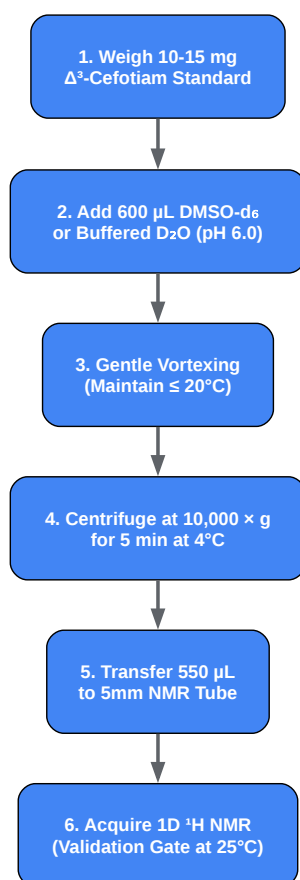 1. Weigh 10-15 mg
Δ³-Cefotiam Standard
2. Add 600 µL DMSO-d₆
or Buffered D₂O (pH 6.0)
3. Gentle Vortexing
(Maintain ≤ 20°C)
4. Centrifuge at 10,000 × g
for 5 min at 4°C
5. Transfer 550 µL
to 5mm NMR Tube
6. Acquire 1D ¹H NMR
(Validation Gate at 25°C)